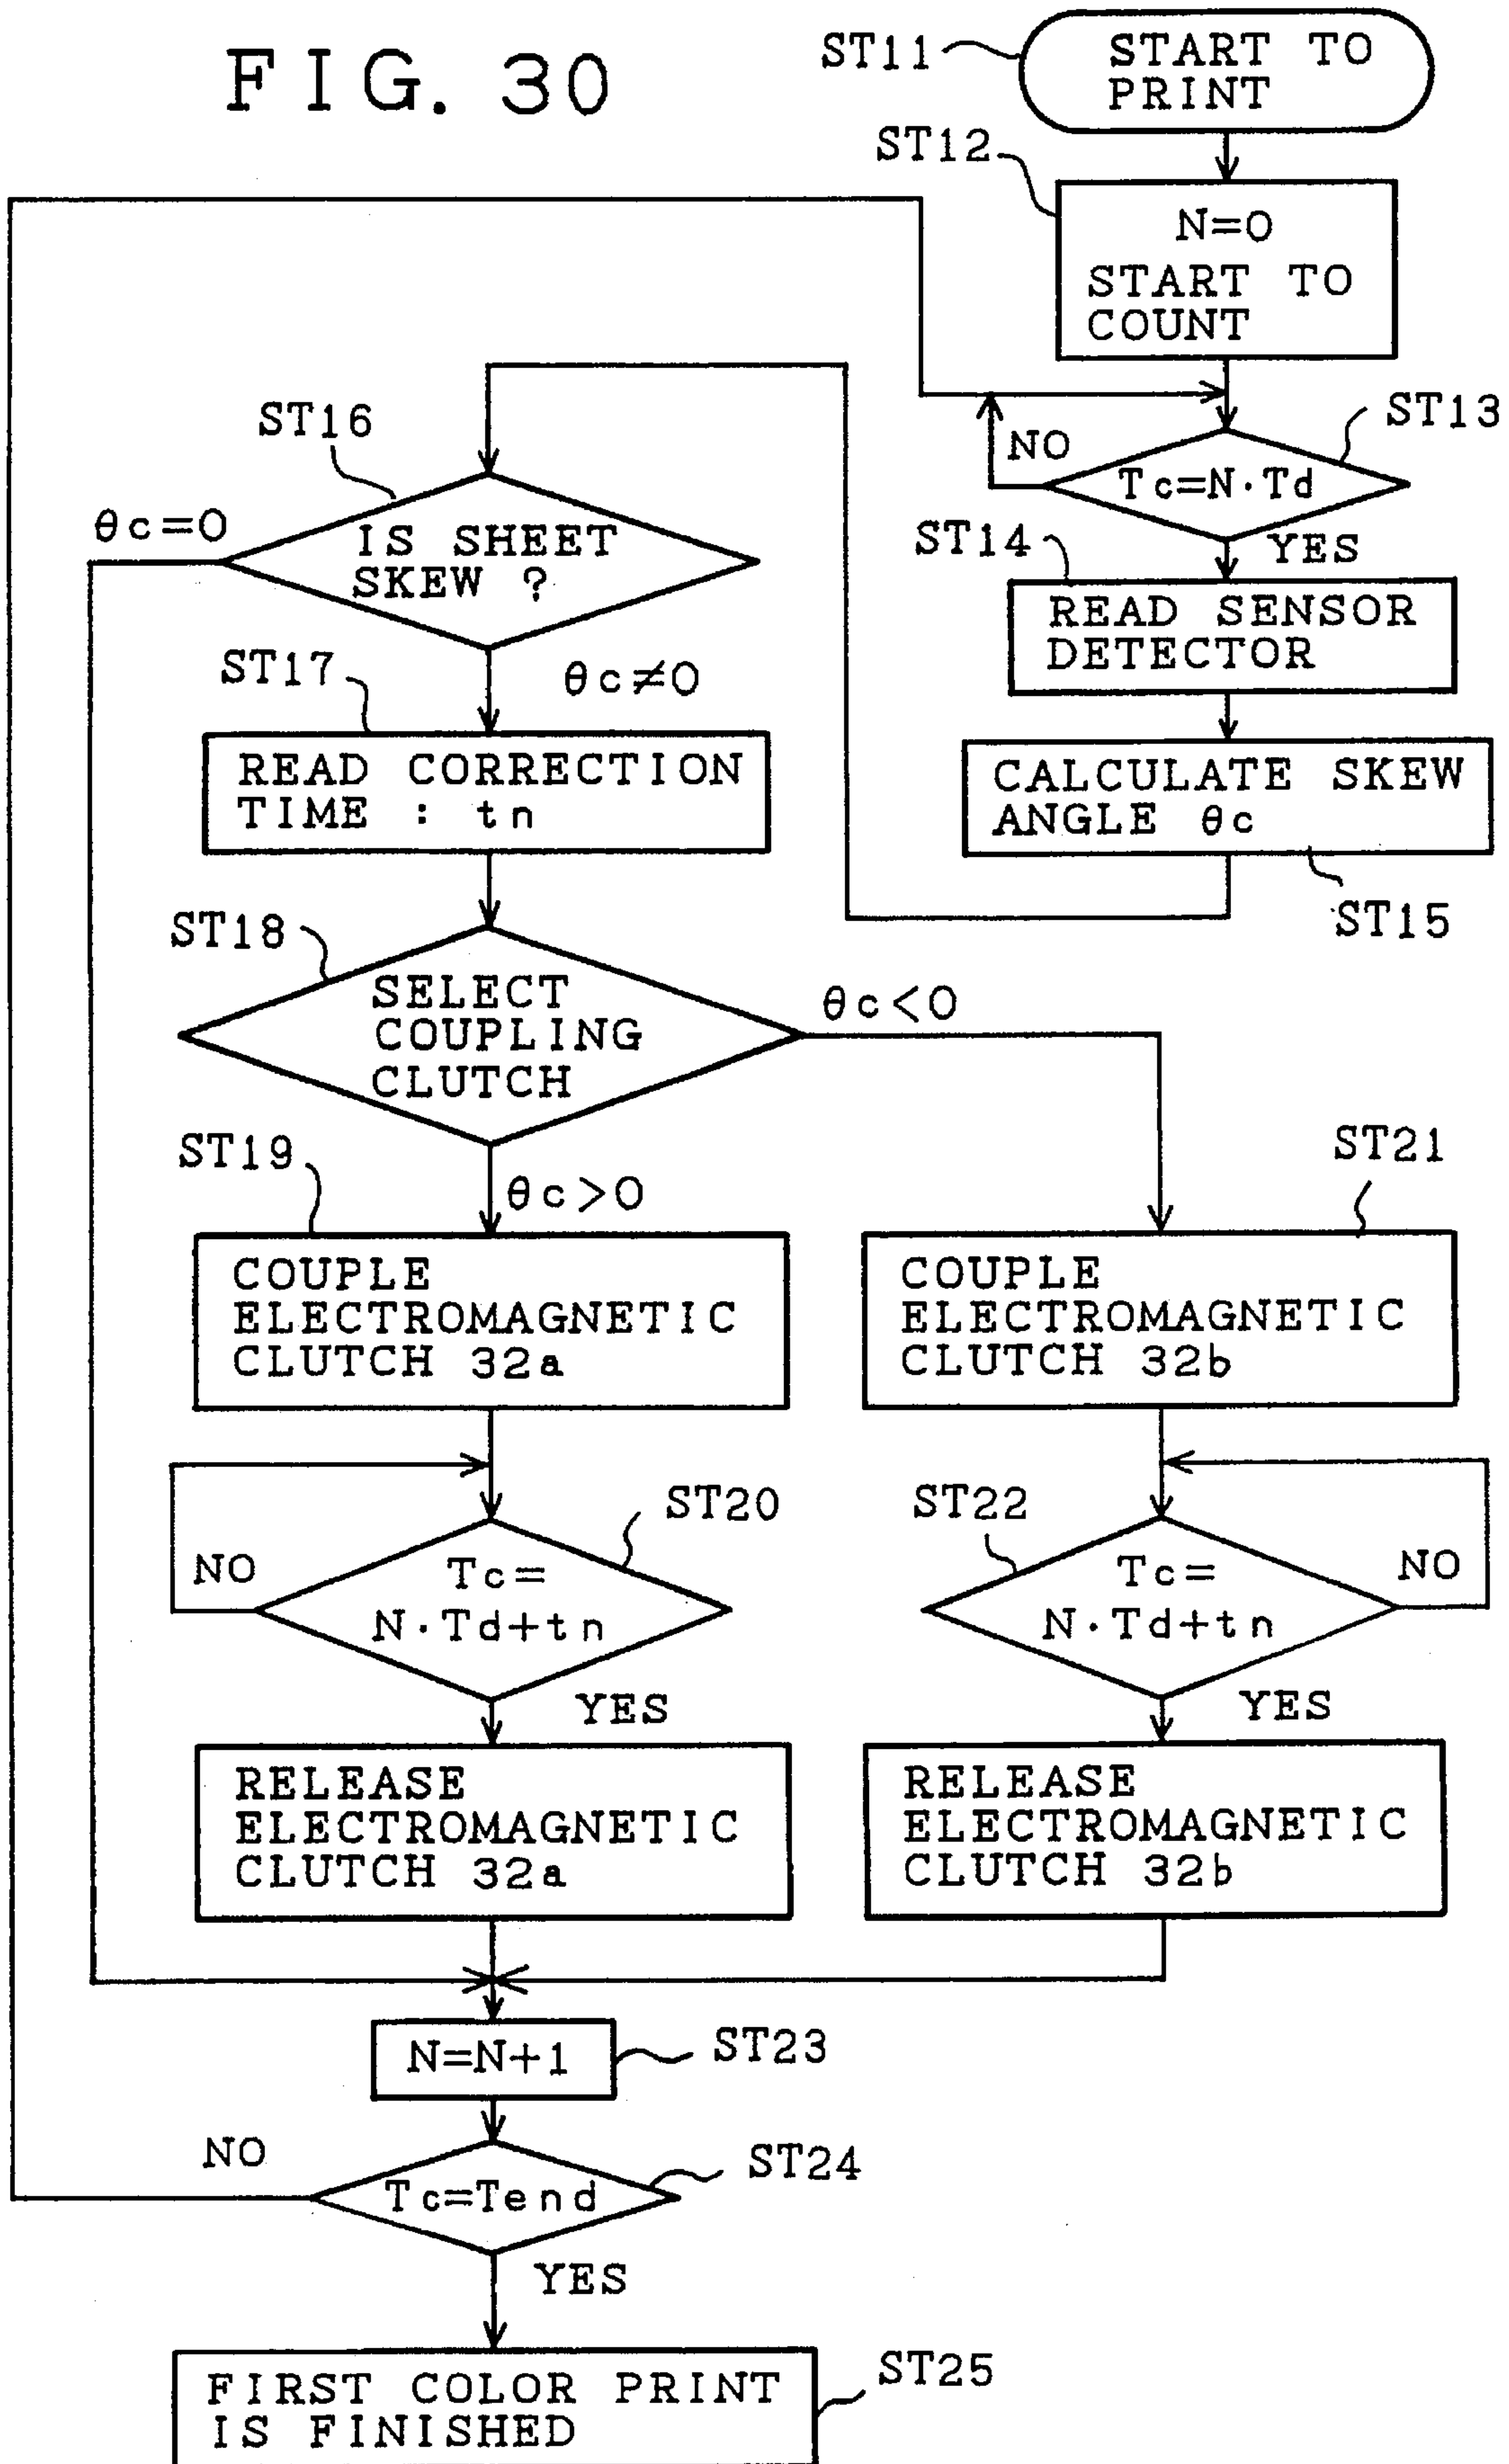 FIG. 30
ST11
START TO
PRINT
ST12
N=0
START TO
COUNT
ST13
NO
Tc=N·Td
YES
ST14
READ SENSOR
DETECTOR
CALCULATE SKEW
ANGLE θc
ST15
ST16
θc=0
IS SHEET
SKEW ?
θc≠0
ST17
READ CORRECTION
TIME : tn
ST18
SELECT
COUPLING
CLUTCH
θc<0
θc>0
ST19
COUPLE
ELECTROMAGNETIC
CLUTCH 32a
ST21
COUPLE
ELECTROMAGNETIC
CLUTCH 32b
ST20
NO
Tc=
N·Td+tn
YES
ST22
NO
Tc=
N·Td+tn
YES
RELEASE
ELECTROMAGNETIC
CLUTCH 32a
RELEASE
ELECTROMAGNETIC
CLUTCH 32b
N=N+1
ST23
NO
Tc=Tend
ST24
YES
FIRST COLOR PRINT
IS FINISHED
ST25